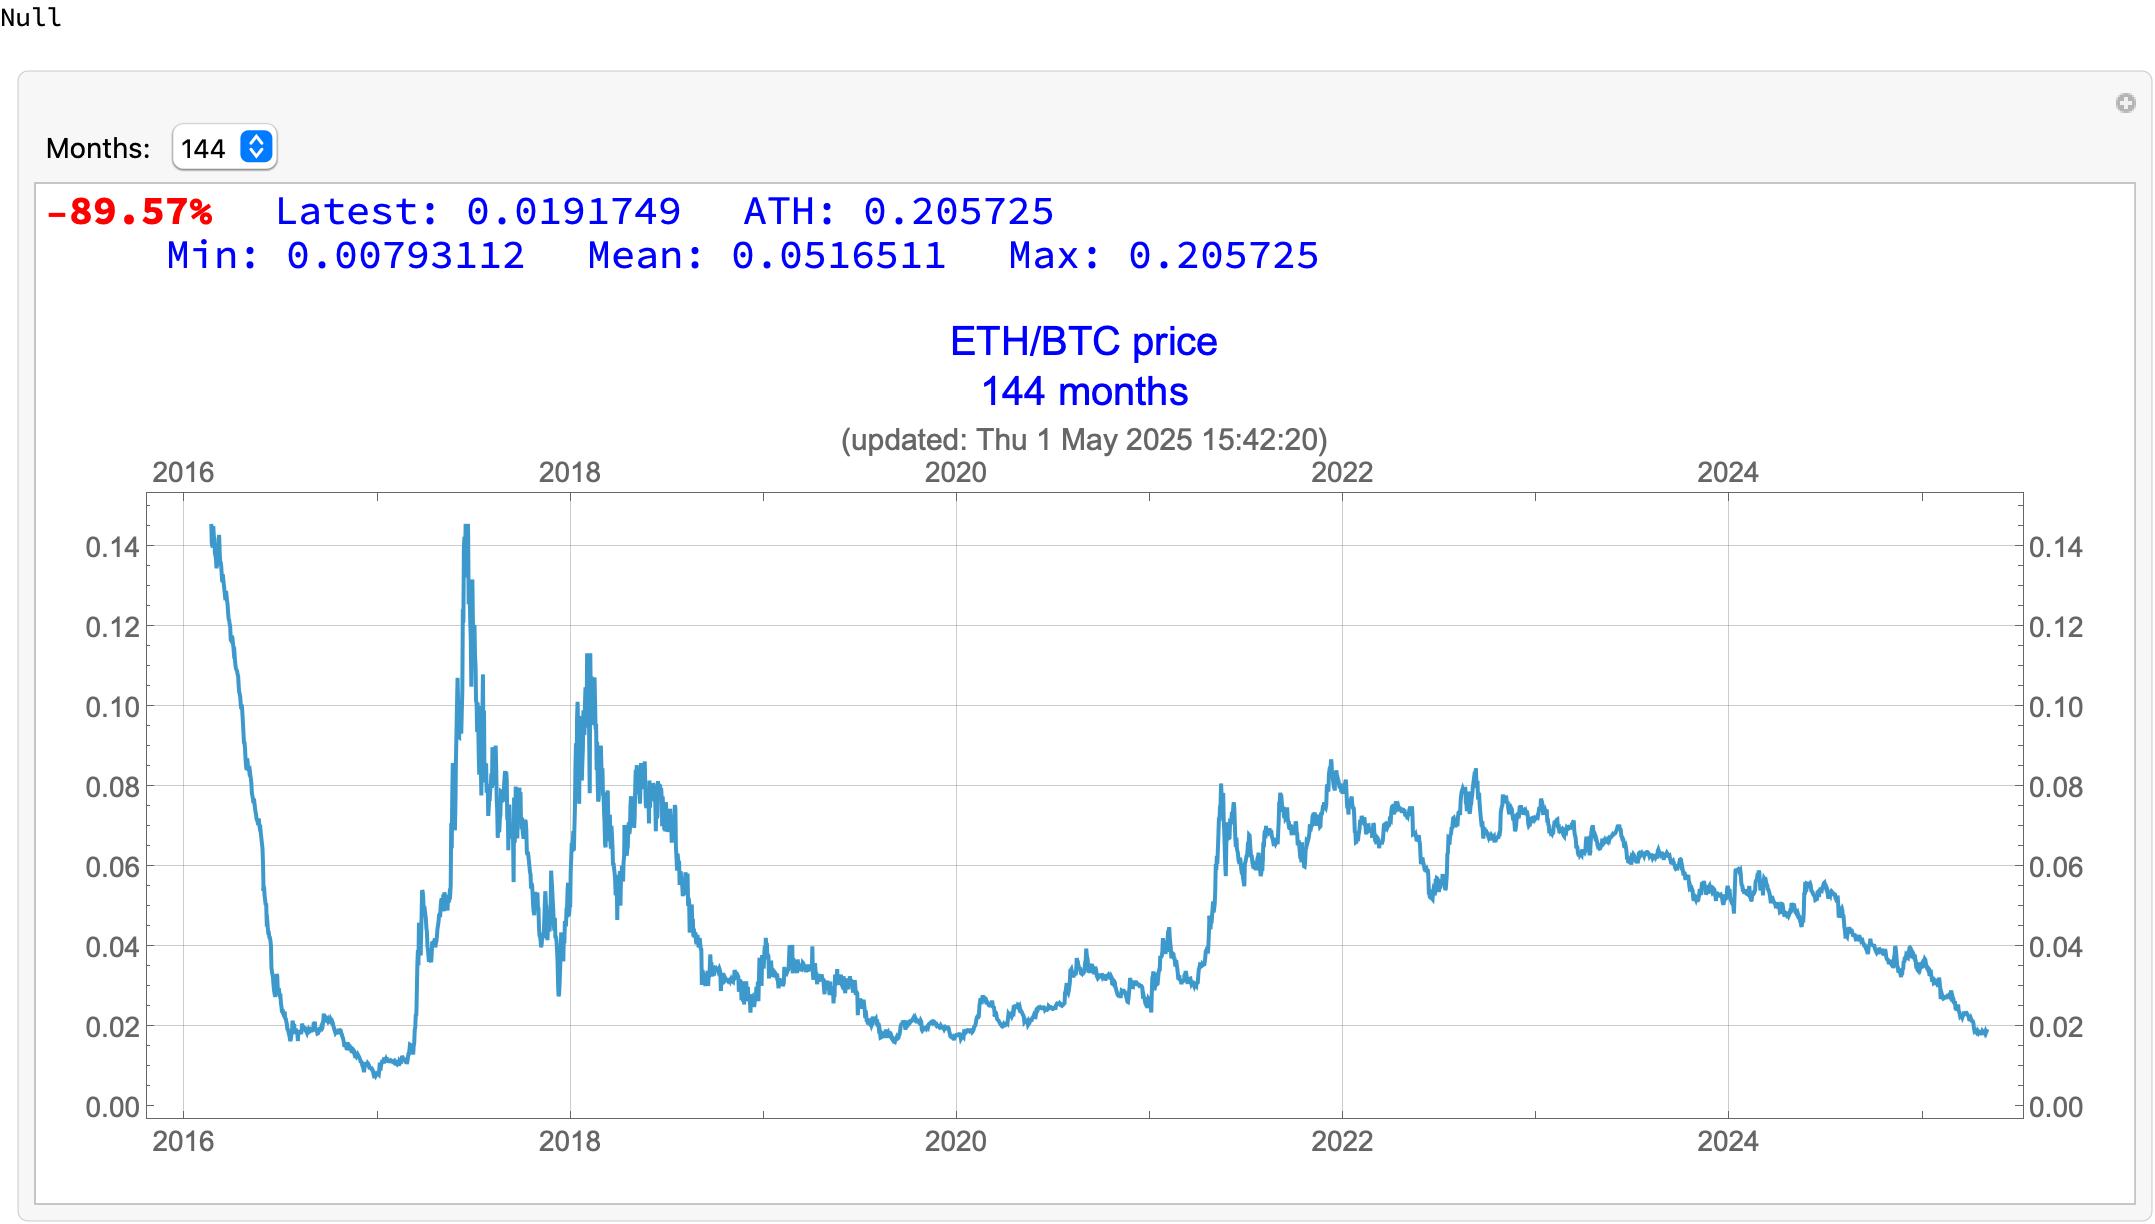 Null
Months: 144
-89.57% Latest: 0.0191749 ATH: 0.205725
Min: 0.00793112 Mean: 0.0516511 Max: 0.205725
ETH/BTC price
144 months
(updated: Thu 1 May 2025 15:42:20)
2016 2018 2020 2022 2024
0.14 0.14
0.12 0.12
0.10 0.10
0.08 0.08
0.06 0.06
0.04 0.04
0.02 0.02
0.00 0.00
2016 2018 2020 2022 2024